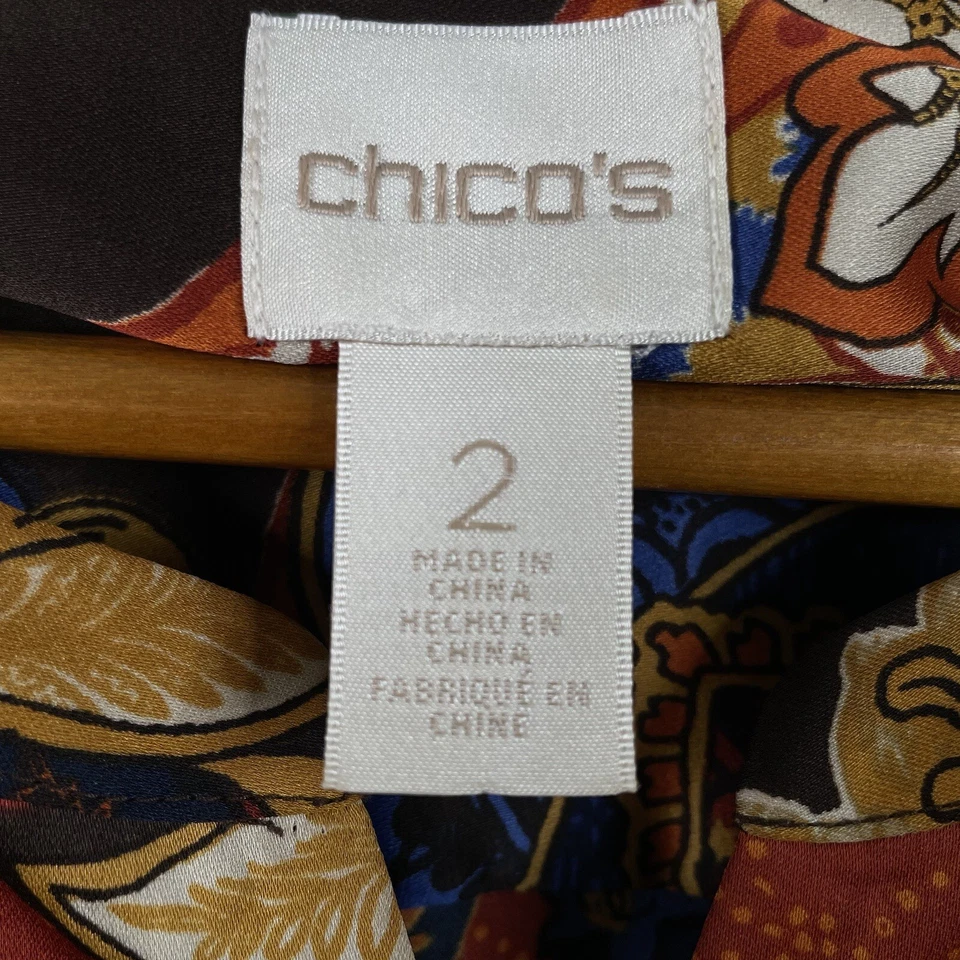 chico's
2
MADE IN
CHINA
HECHO EN
CHINA
FABRIQUÉ EN
CHINE